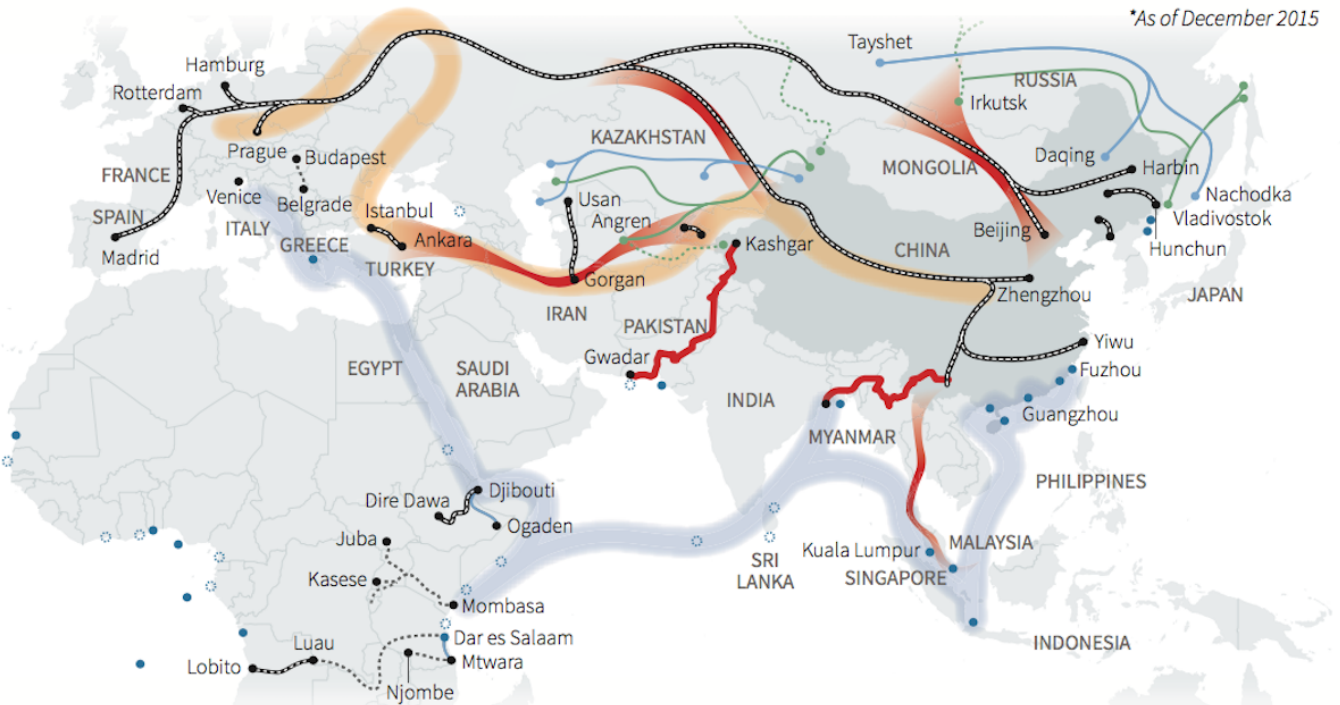 *As of December 2015
Tayshet
Hamburg
RUSSIA
Rotterdam
Irkutsk
KAZAKHSTAN
Prague
Budapest
MONGOLIA
Daqing
Harbin
FRANCE
Venice
Belgrade
Usan
Nachodka
SPAIN
ITALY
Istanbul
Angren
Vladivostok
Madrid
GREECE
Ankara
Kashgar
CHINA
Beijing
Hunchun
TURKEY
Gorgan
Zhengzhou
JAPAN
IRAN
PAKISTAN
Yiwu
Gwadar
EGYPT
SAUDI
ARABIA
Fuzhou
INDIA
Guangzhou
MYANMAR
PHILIPPINES
Djibouti
Dire Dawa
Ogaden
Juba
Kuala Lumpur
MALAYSIA
SRI
LANKA
SINGAPORE
Kasese
Mombasa
Dar es Salaam
INDONESIA
Luau
Lobito
Mtwara
Njombe